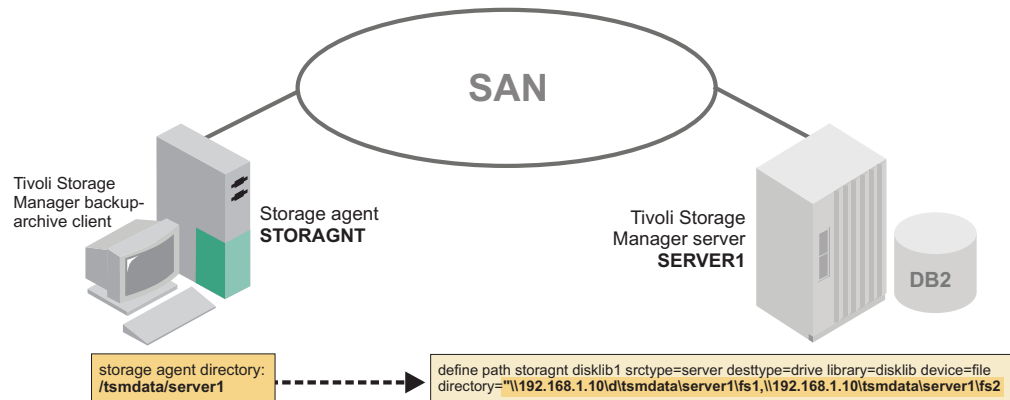 SAN
Tivoli Storage
Manager backup-
archive client
Storage agent
STORAGNT
Tivoli Storage
Manager server
SERVER1
DB2
storage agent directory:
/tsmdata/server1
define path storagnt disklib1 srctype=server desttype=drive library=disklib device=file
directory="\\192.168.1.10\d\tsmdata\server1\fs1,\\192.168.1.10\tsmdata\server1\fs2